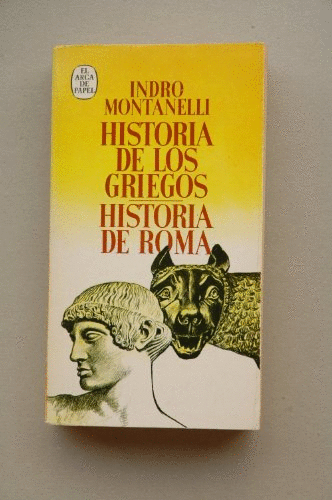 EL
ARCA
DE
PAPEL
INDRO
MONTANELLI
HISTORIA
DE LOS
GRIEGOS
HISTORIA
DE ROMA